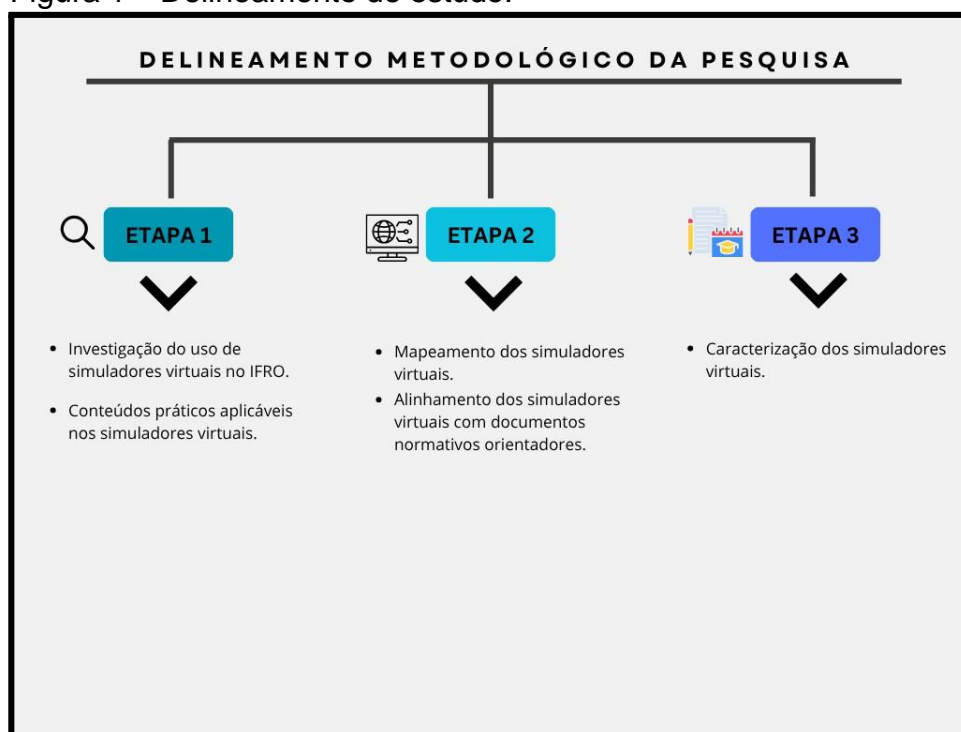 DELINEAMENTO METODOLÓGICO DA PESQUISA
ETAPA 1
Investigação do uso de
simuladores virtuais no IFRO.
Conteúdos práticos aplicáveis
nos simuladores virtuais.
ETAPA 2
Mapeamento dos simuladores
virtuais.
Alinhamento dos simuladores
virtuais com documentos
normativos orientadores.
ETAPA 3
Caracterização dos simuladores
virtuais.